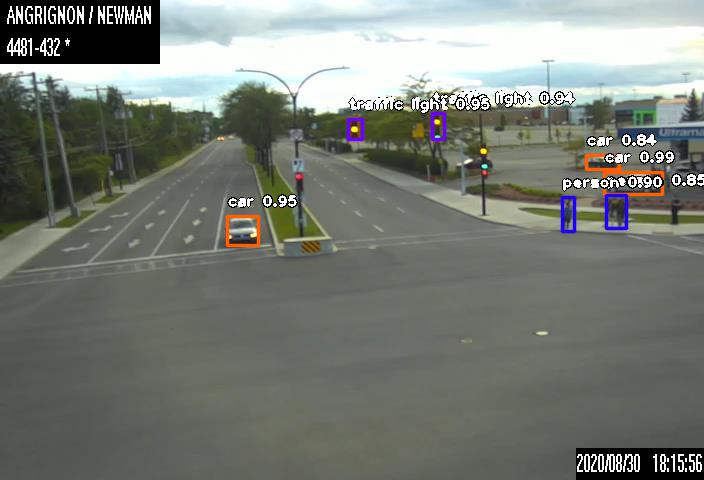 ANGRIGNON / NEWMAN
4481-432 *
traffic light 0.95
traffic light 0.94
car 0.84
car 0.99
person 0.90
0.85
car 0.95
Ultramar
2020/08/30 18:15:56